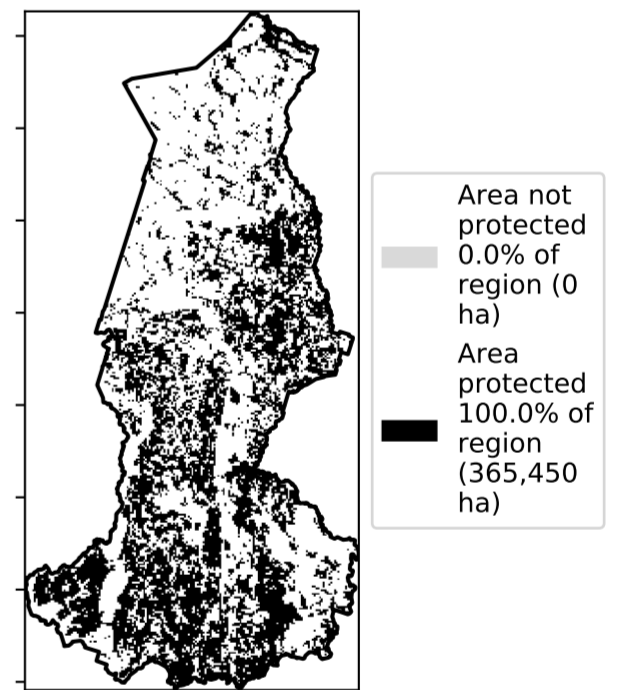 Area not
protected
0.0% of
region (0
ha)
Area
protected
100.0% of
region
(365,450
ha)